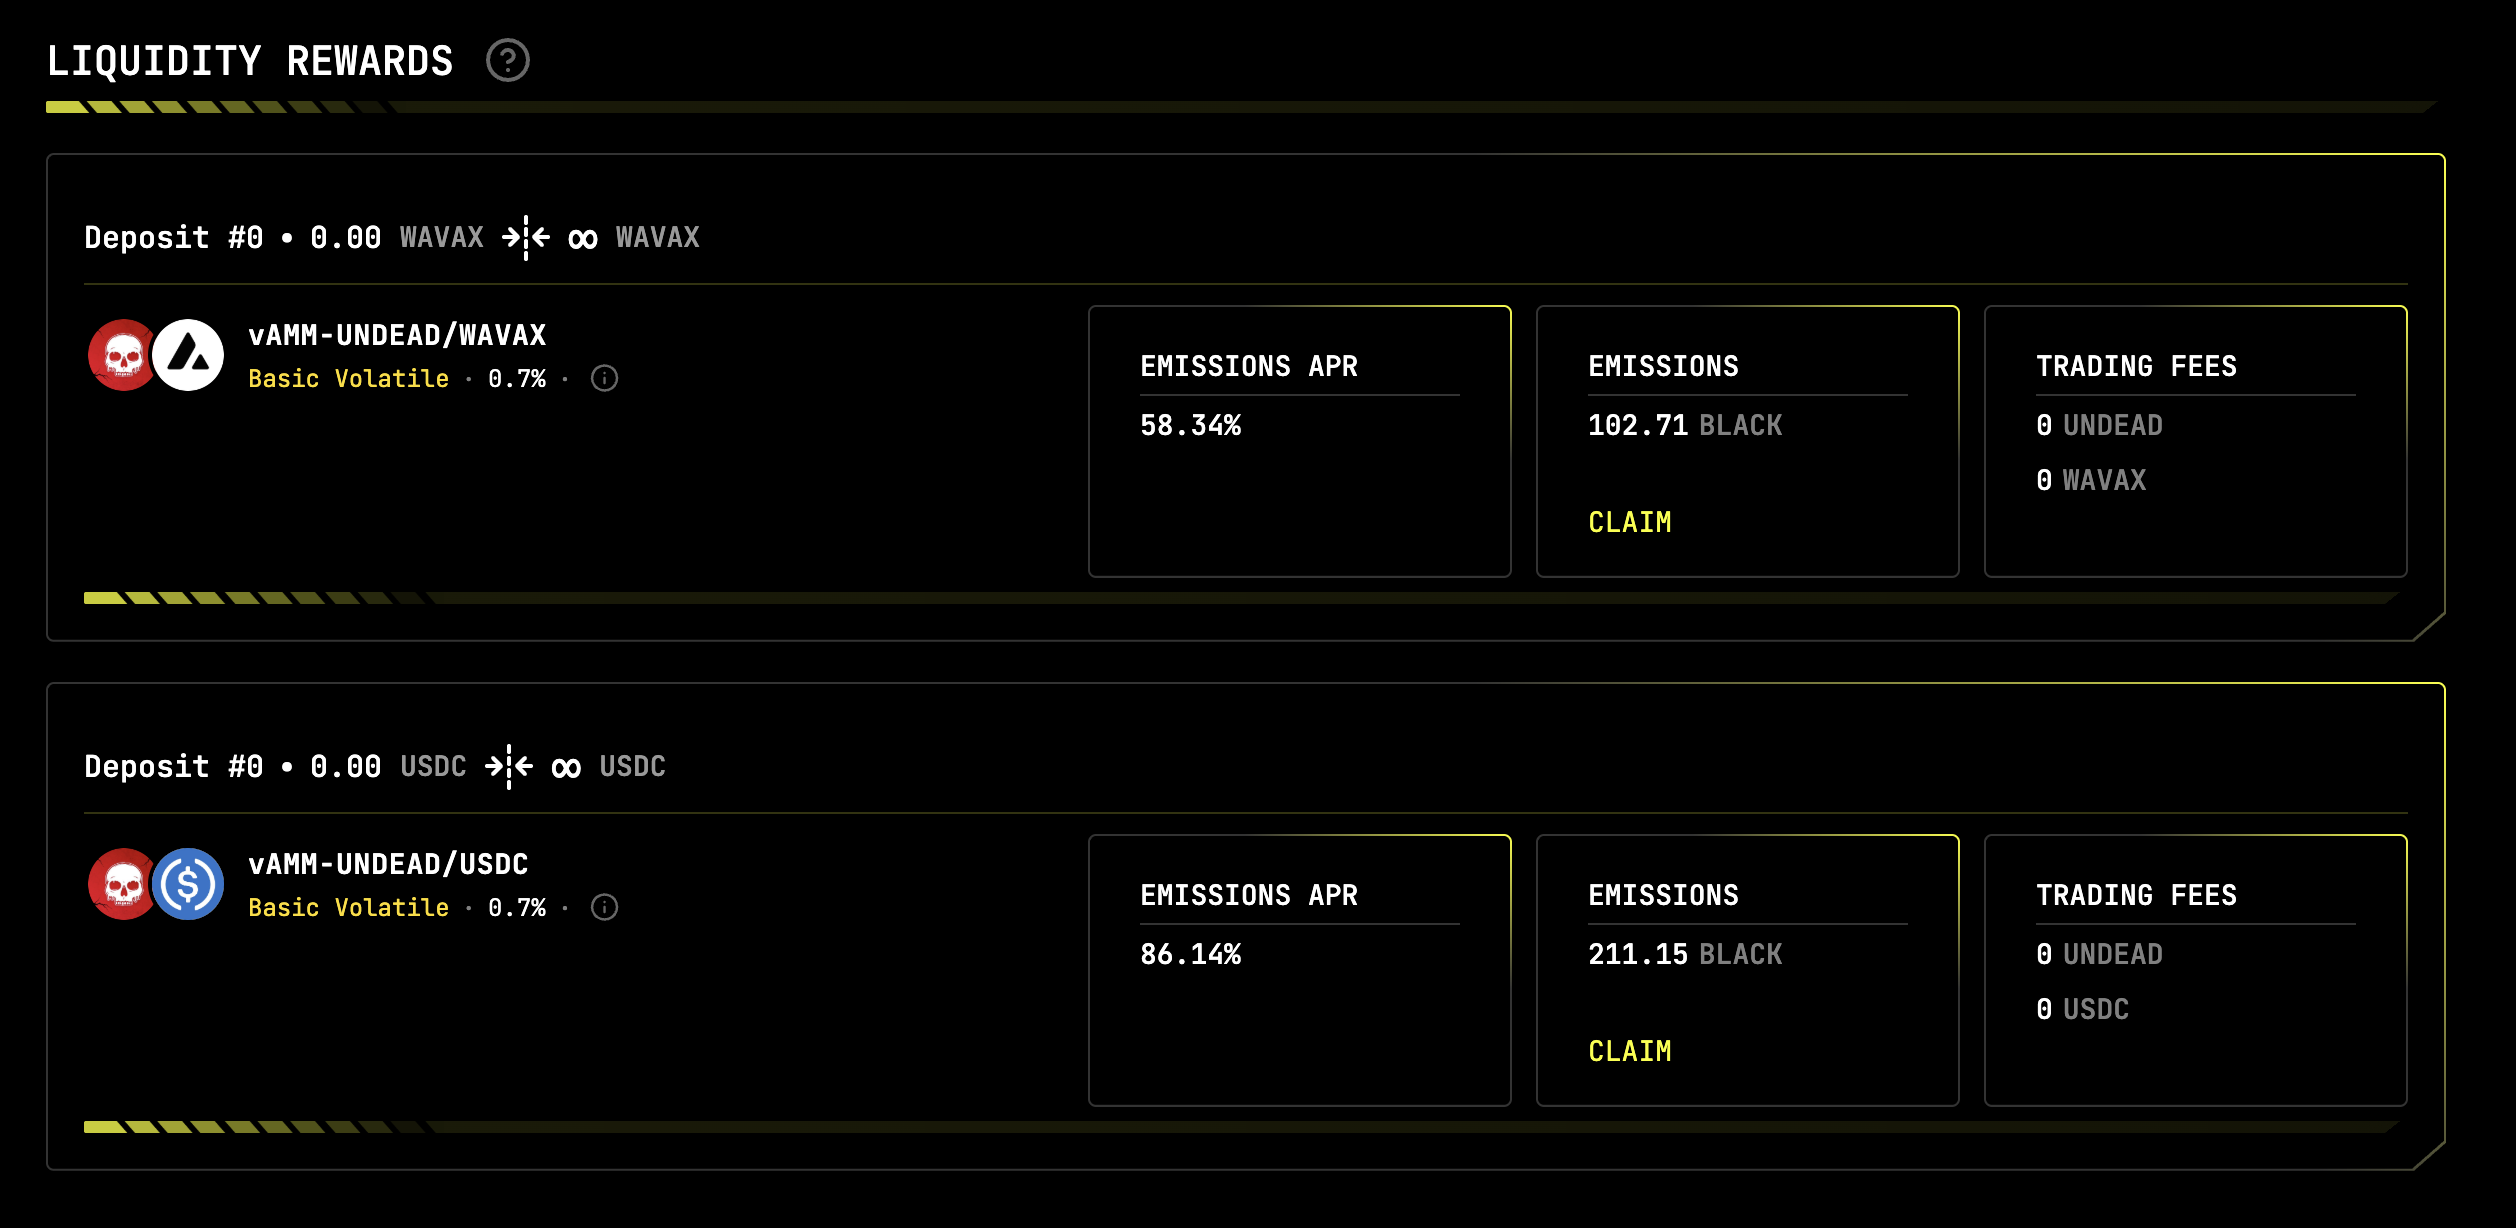 LIQUIDITY REWARDS ?
Deposit #0 • 0.00 WAVAX ∞ WAVAX
vAMM-UNDEAD/WAVAX
Basic Volatile · 0.7% ·
EMISSIONS APR
58.34%
EMISSIONS
102.71 BLACK
CLAIM
TRADING FEES
0 UNDEAD
0 WAVAX
Deposit #0 • 0.00 USDC ∞ USDC
vAMM-UNDEAD/USDC
Basic Volatile · 0.7% ·
EMISSIONS APR
86.14%
EMISSIONS
211.15 BLACK
CLAIM
TRADING FEES
0 UNDEAD
0 USDC